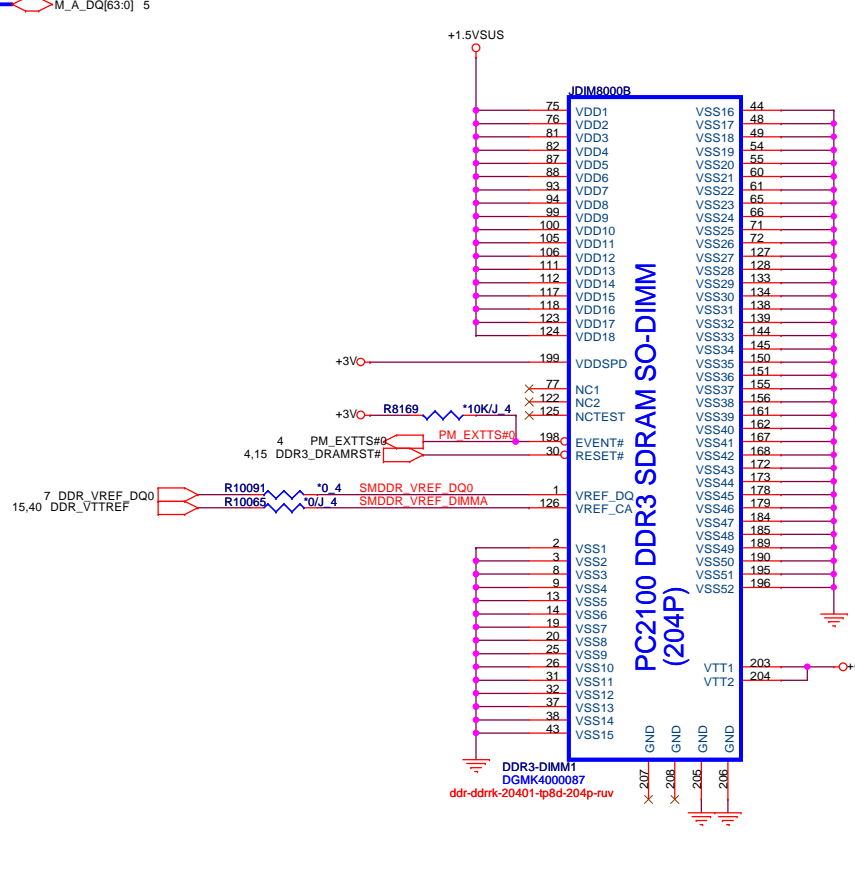 M_A_DQ[63:0] 5
+1.5VSUS
JDIM8000B
75 VDD1 VSS16 44
76 VDD2 VSS17 48
81 VDD3 VSS18 49
82 VDD4 VSS19 54
87 VDD5 VSS20 55
88 VDD6 VSS21 60
93 VDD7 VSS22 61
94 VDD8 VSS23 65
99 VDD9 VSS24 66
100 VDD10 VSS25 71
105 VDD11 VSS26 72
106 VDD12 VSS27 127
111 VDD13 VSS28 128
112 VDD14 VSS29 133
117 VDD15 VSS30 134
118 VDD16 VSS31 138
123 VDD17 VSS32 139
124 VDD18 VSS33 144
VSS34 145
+3V 199 VDDSPD VSS35 150
VSS36 151
77 NC1 VSS37 155
122 NC2 VSS38 156
+3V R8169 *10K/J_4 125 NCTEST VSS39 161
VSS40 162
4 PM_EXTTS#0 PM_EXTTS#0 198 EVENT# VSS41 167
4,15 DDR3_DRAMRST# 30 RESET# VSS42 168
VSS43 172
VSS44 173
7 DDR_VREF_DQ0 R10091 *0_4 SMDDR_VREF_DQ0 1 VREF_DQ VSS45 178
15,40 DDR_VTTREF R10065 *0/J_4 SMDDR_VREF_DIMMA 126 VREF_CA VSS46 179
VSS47 184
VSS48 185
2 VSS1 VSS49 189
3 VSS2 VSS50 190
8 VSS3 VSS51 195
9 VSS4 VSS52 196
13 VSS5
14 VSS6
19 VSS7
20 VSS8
25 VSS9
26 VSS10 VTT1 203
31 VSS11 VTT2 204
32 VSS12
37 VSS13
38 VSS14
43 VSS15
PC2100 DDR3 SDRAM SO-DIMM
(204P)
GND GND GND GND
207 208 205 206
DDR3-DIMM1
DGMK4000087
ddr-ddrrk-20401-tp8d-204p-ruv